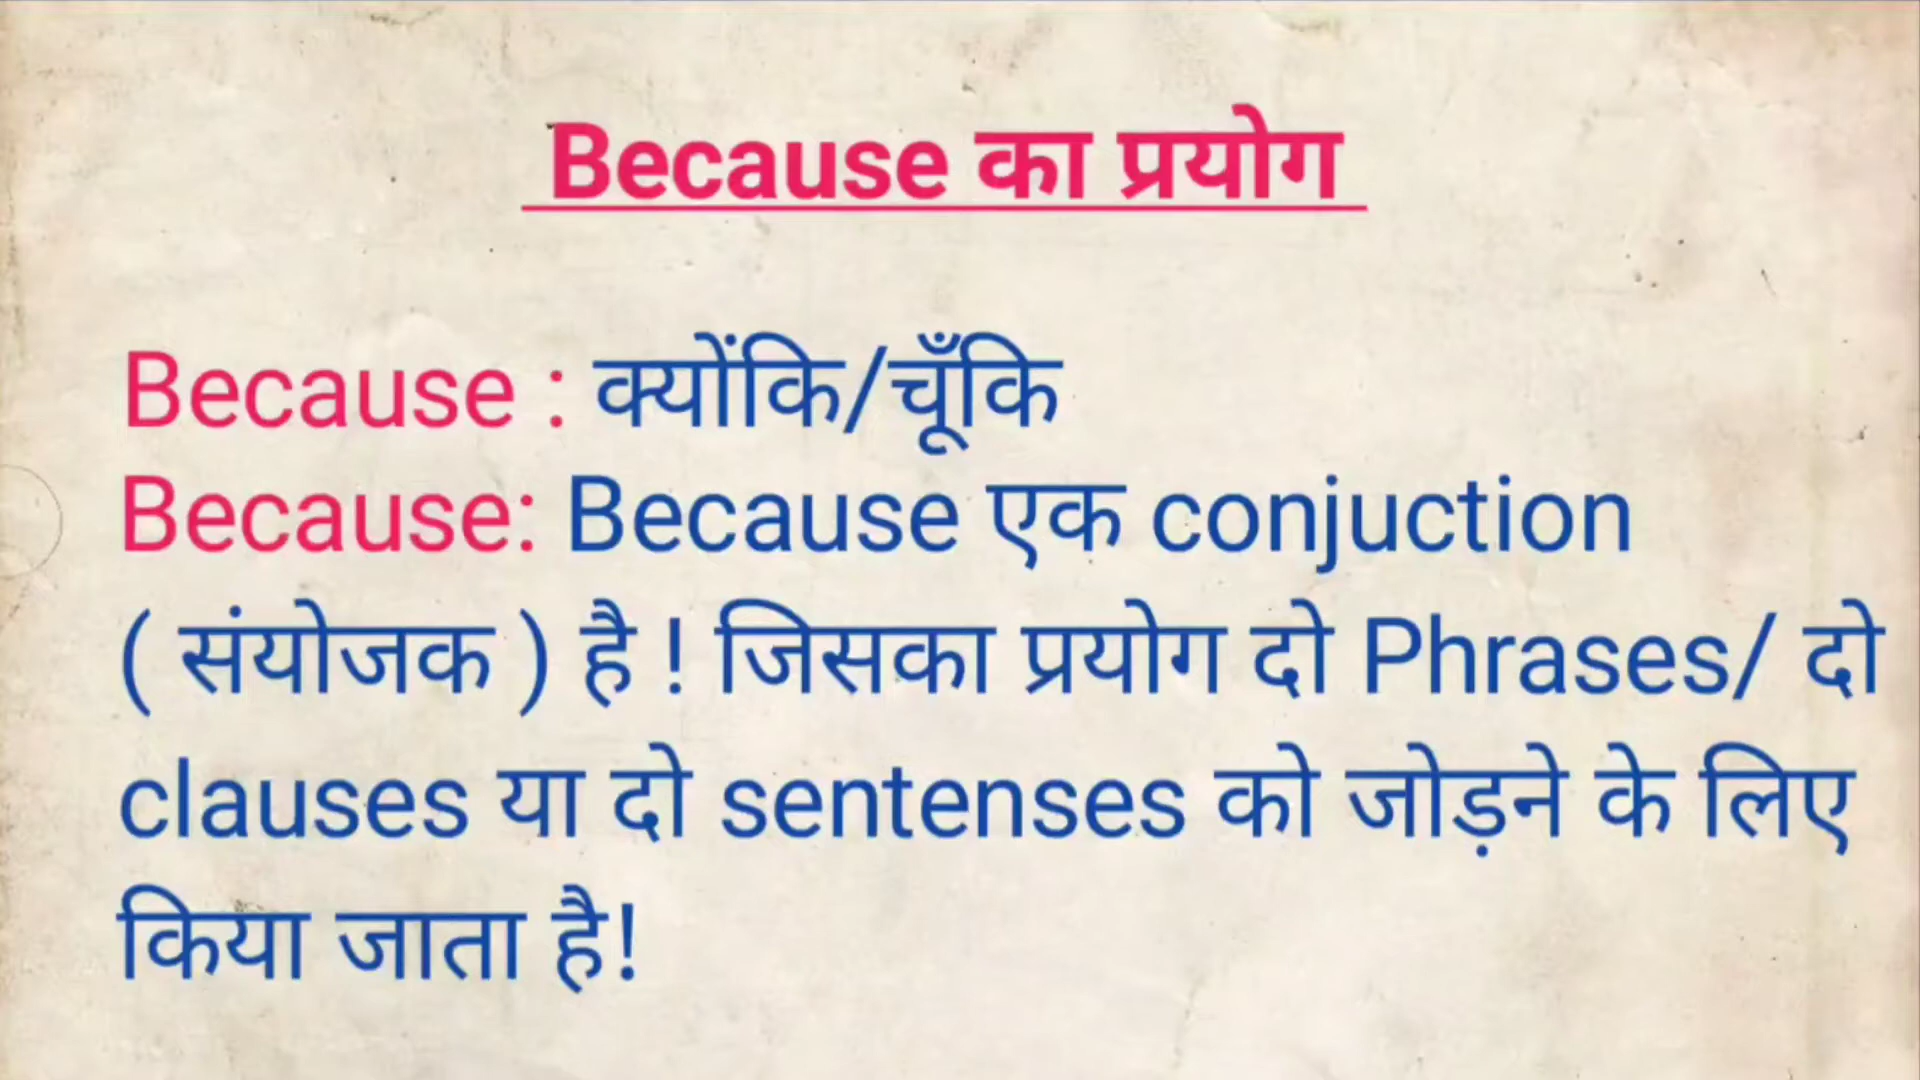 Because का प्रयोग
Because : क्योंकि/चूँकि
Because: Because एक conjuction
( संयोजक ) है ! जिसका प्रयोग दो Phrases/ दो
clauses या दो sentenses को जोड़ने के लिए
किया जाता है!